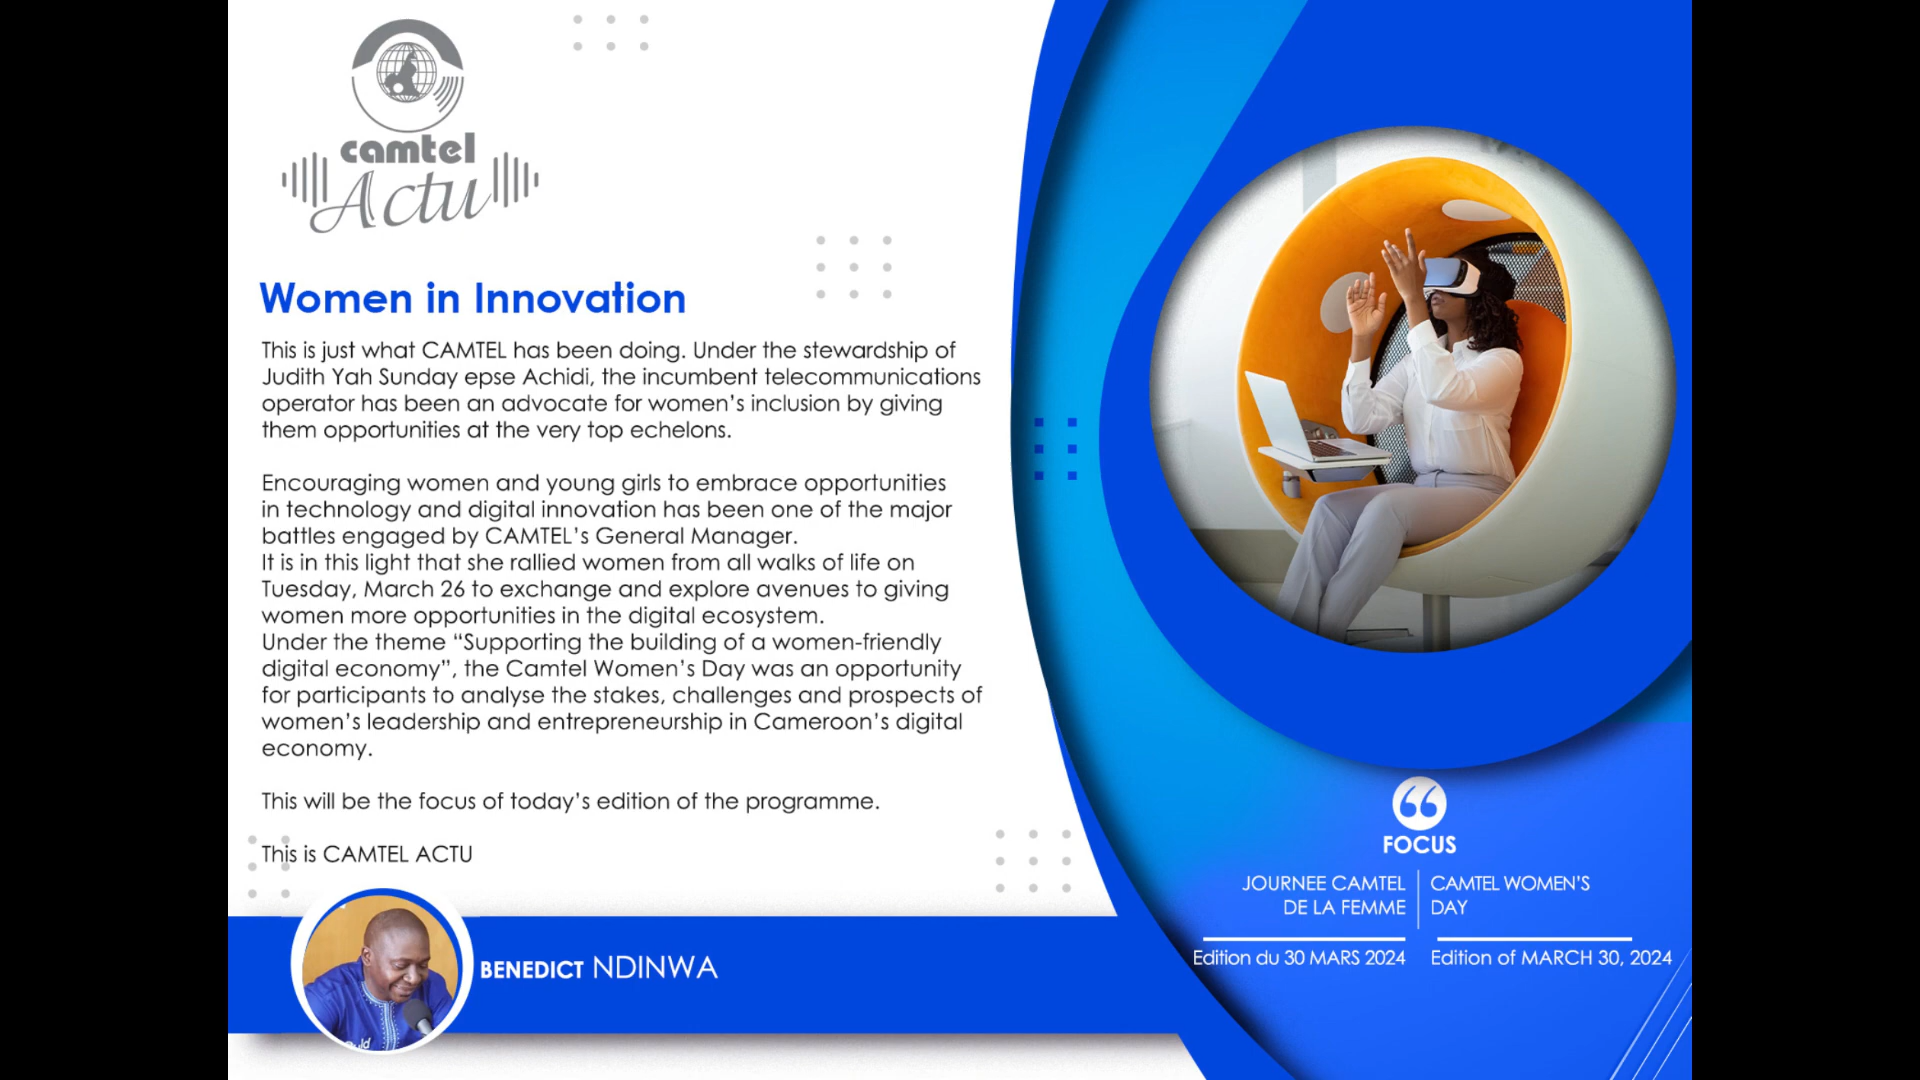 camtel
Actu
Women in Innovation
This is just what CAMTEL has been doing. Under the stewardship of
Judith Yah Sunday epse Achidi, the incumbent telecommunications
operator has been an advocate for women's inclusion by giving
them opportunities at the very top echelons.
Encouraging women and young girls to embrace opportunities
in technology and digital innovation has been one of the major
battles engaged by CAMTEL's General Manager.
It is in this light that she rallied women from all walks of life on
Tuesday, March 26 to exchange and explore avenues to giving
women more opportunities in the digital ecosystem.
Under the theme “Supporting the building of a women-friendly
digital economy”, the Camtel Women's Day was an opportunity
for participants to analyse the stakes, challenges and prospects of
women's leadership and entrepreneurship in Cameroon's digital
economy.
This will be the focus of today's edition of the programme.
This is CAMTEL ACTU
BENEDICT NDINWA
FOCUS
JOURNEE CAMTEL
DE LA FEMME
Edition du 30 MARS 2024
CAMTEL WOMEN'S
DAY
Edition of MARCH 30, 2024